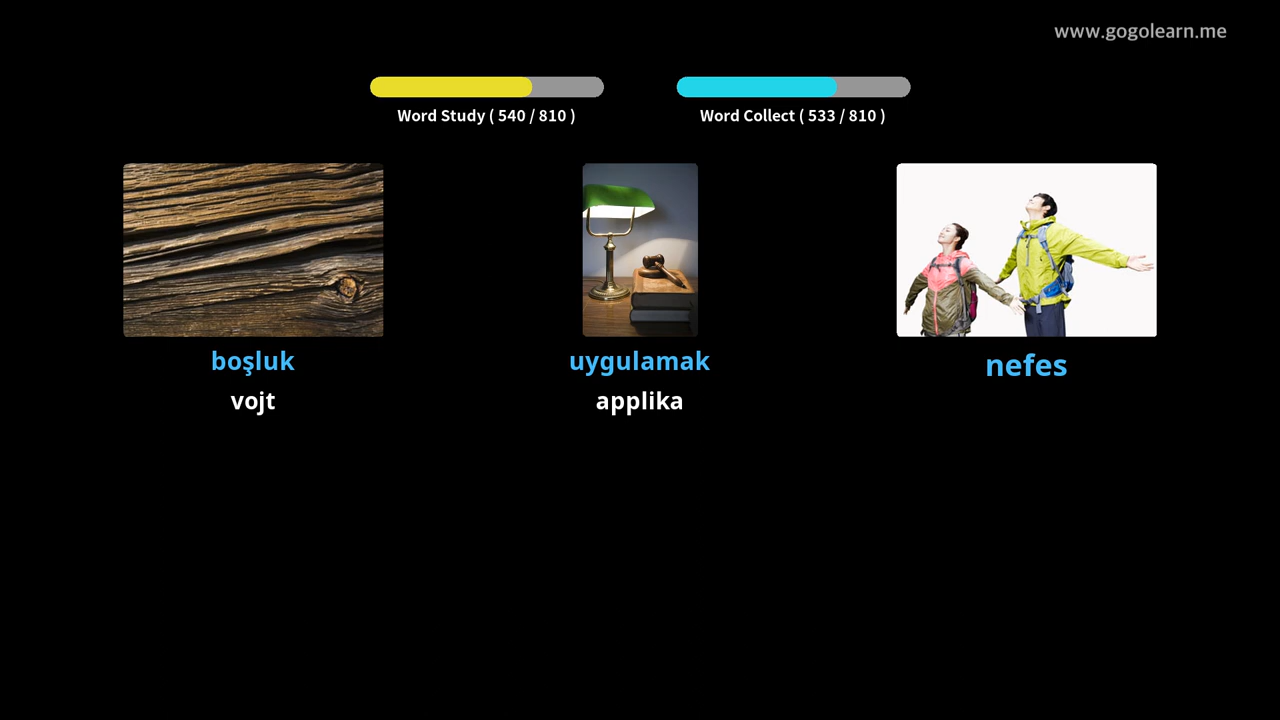 www.gogolearn.me
Word Study ( 540 / 810 )
Word Collect ( 533 / 810 )
boşluk
vojt
uygulamak
applika
nefes